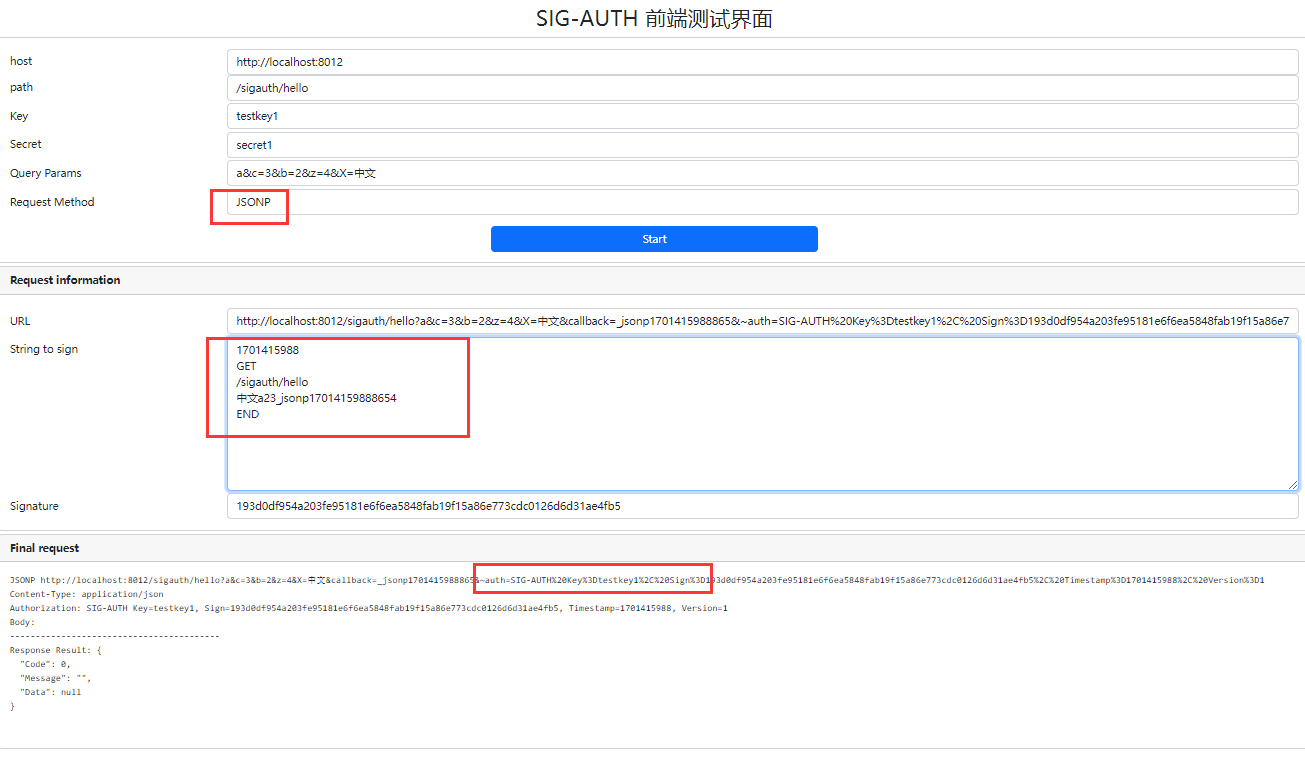 SIG-AUTH 前端测试界面
host
http://localhost:8012
path
/sigauth/hello
Key
testkey1
Secret
secret1
Query Params
a&c=3&b=2&z=4&X=中文
Request Method
JSONP
Start
Request information
URL
http://localhost:8012/sigauth/hello?a&c=3&b=2&z=4&X=中文&callback=_jsonp1701415988865&~auth=SIG-AUTH%20Key%3Dtestkey1%2C%20Sign%3D193d0df954a203fe95181e6f6ea5848fab19f15a86e7
String to sign
1701415988
GET
/sigauth/hello
中文a23_jsonp17014159888654
END
Signature
193d0df954a203fe95181e6f6ea5848fab19f15a86e773cdc0126d6d31ae4fb5
Final request
JSONP http://localhost:8012/sigauth/hello?a&c=3&b=2&z=4&X=中文&callback=_jsonp1701415988865&~auth=SIG-AUTH%20Key%3Dtestkey1%2C%20Sign%3D193d0df954a203fe95181e6f6ea5848fab19f15a86e773cdc0126d6d31ae4fb5%2C%20Timestamp%3D1701415988%2C%20Version%3D1
Content-Type: application/json
Authorization: SIG-AUTH Key=testkey1, Sign=193d0df954a203fe95181e6f6ea5848fab19f15a86e773cdc0126d6d31ae4fb5, Timestamp=1701415988, Version=1
Body:
-----------------------------------------
Response Result: {
"Code": 0,
"Message": "",
"Data": null
}